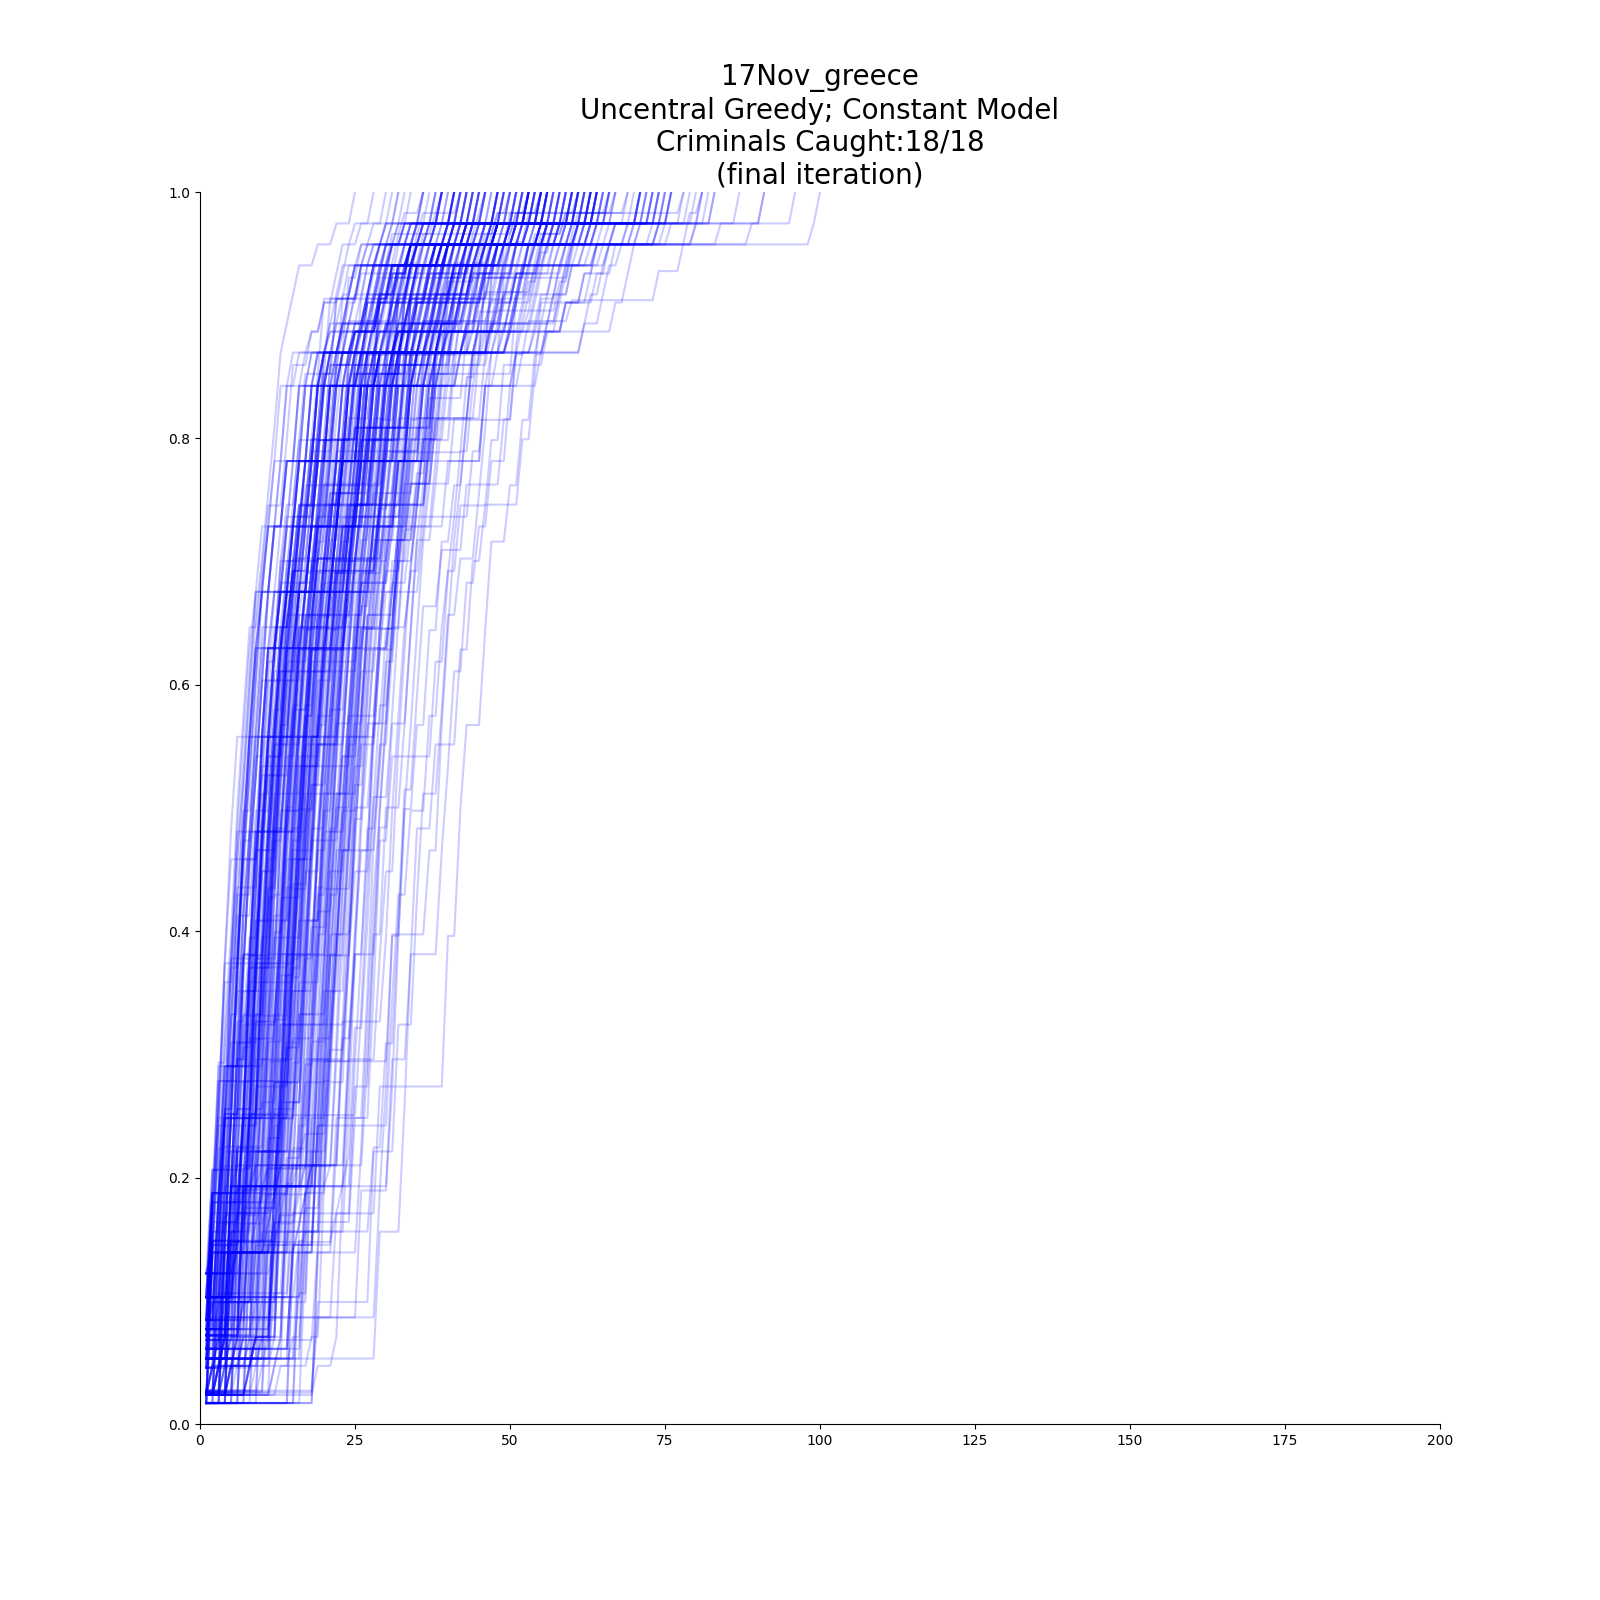 17Nov_greece
Uncentral Greedy; Constant Model
Criminals Caught:18/18
(final iteration)
1.0
0.8
0.6
0.4
0.2
0.0
0 25 50 75 100 125 150 175 200